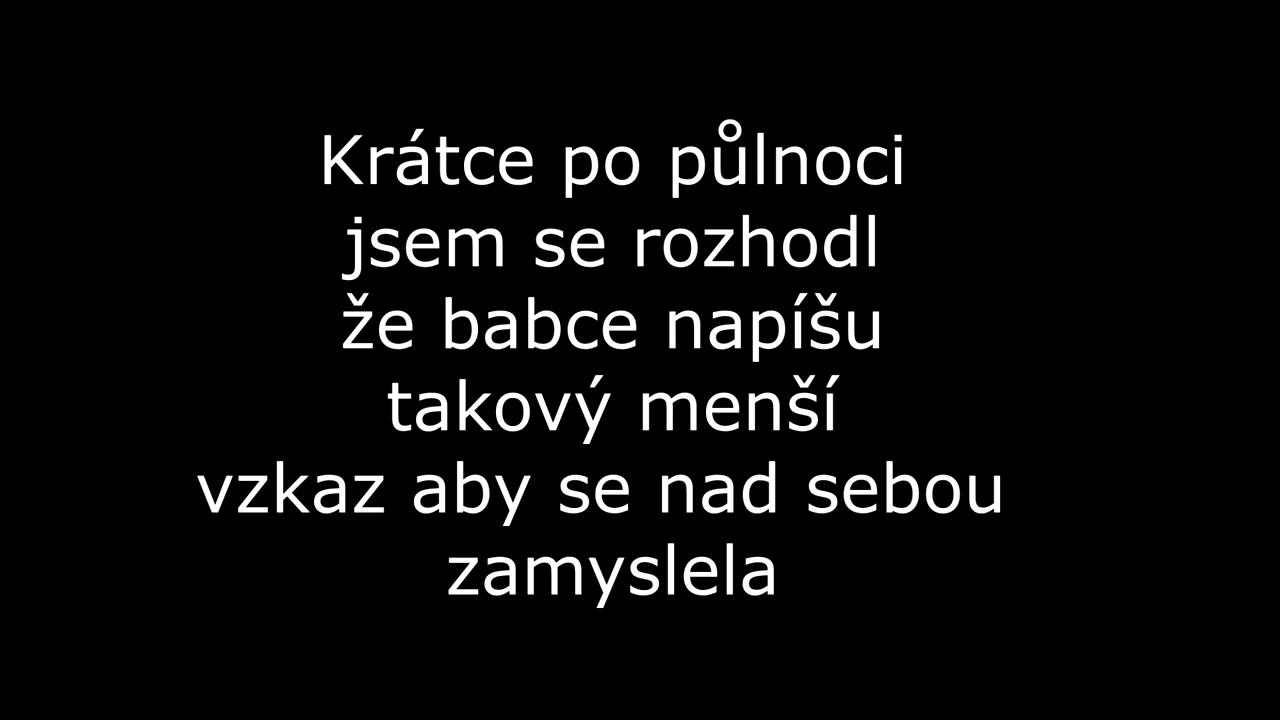 Krátce po půlnoci
jsem se rozhodl
že babce napíšu
takový menší
vzkaz aby se nad sebou
zamyslela